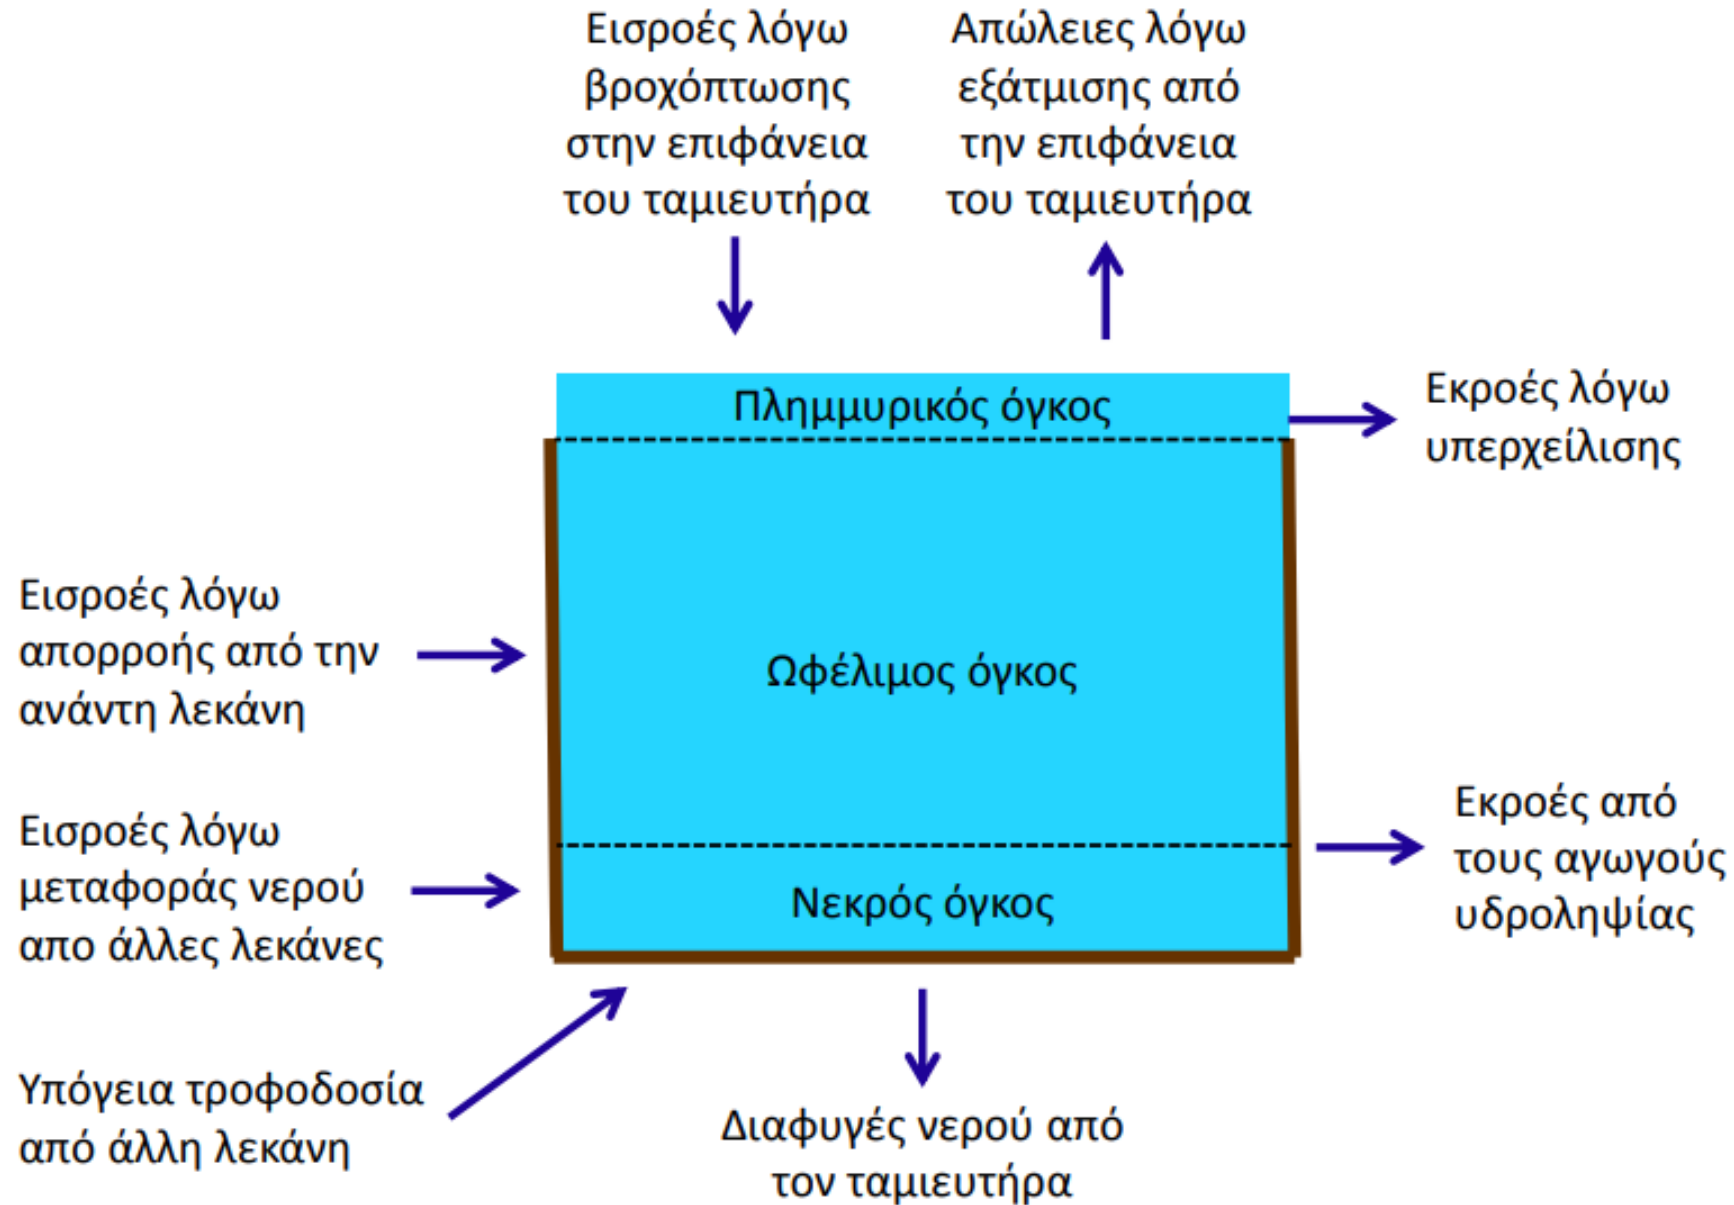 Εισροές λόγω
βροχόπτωσης
στην επιφάνεια
του ταμιευτήρα
Απώλειες λόγω
εξάτμισης από
την επιφάνεια
του ταμιευτήρα
Πλημμυρικός όγκος
Εκροές λόγω
υπερχείλισης
Εισροές λόγω
απορροής από την
ανάντη λεκάνη
Ωφέλιμος όγκος
Εισροές λόγω
μεταφοράς νερού
απο άλλες λεκάνες
Νεκρός όγκος
Εκροές από
τους αγωγούς
υδροληψίας
Υπόγεια τροφοδοσία
από άλλη λεκάνη
Διαφυγές νερού από
τον ταμιευτήρα